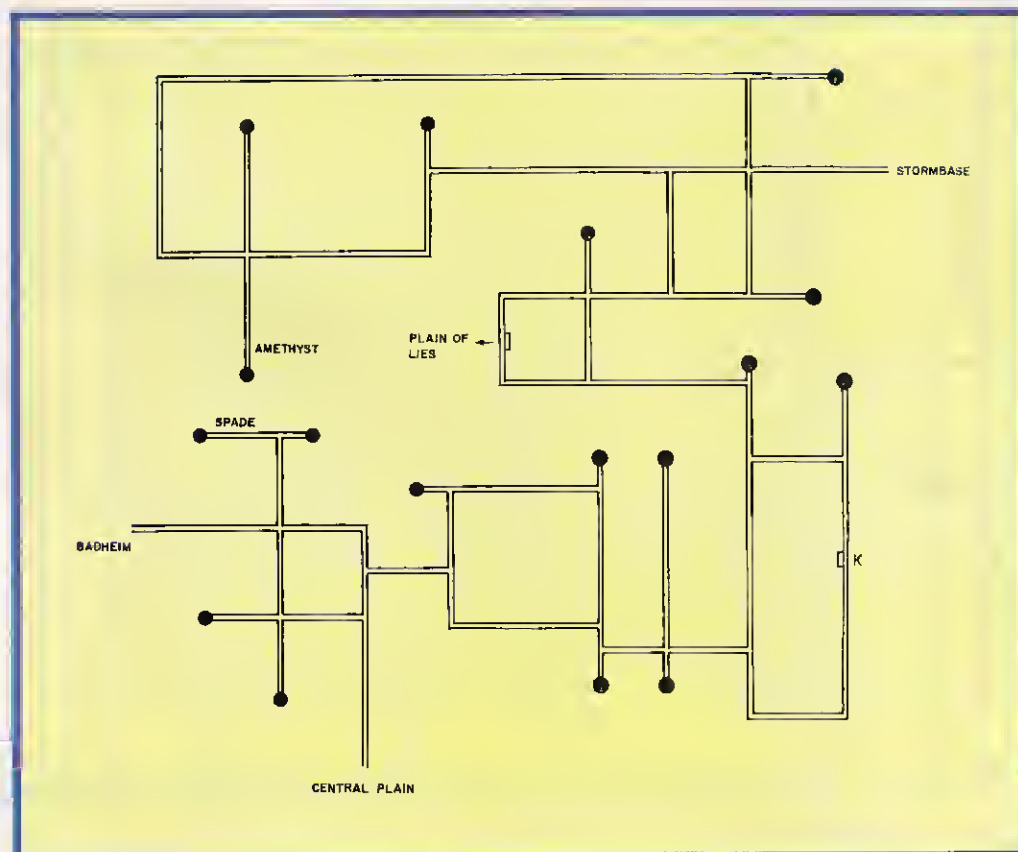 STORMBASE
PLAIN OF
LIES
AMETHYST
SPADE
BADHEIM
K
CENTRAL PLAIN